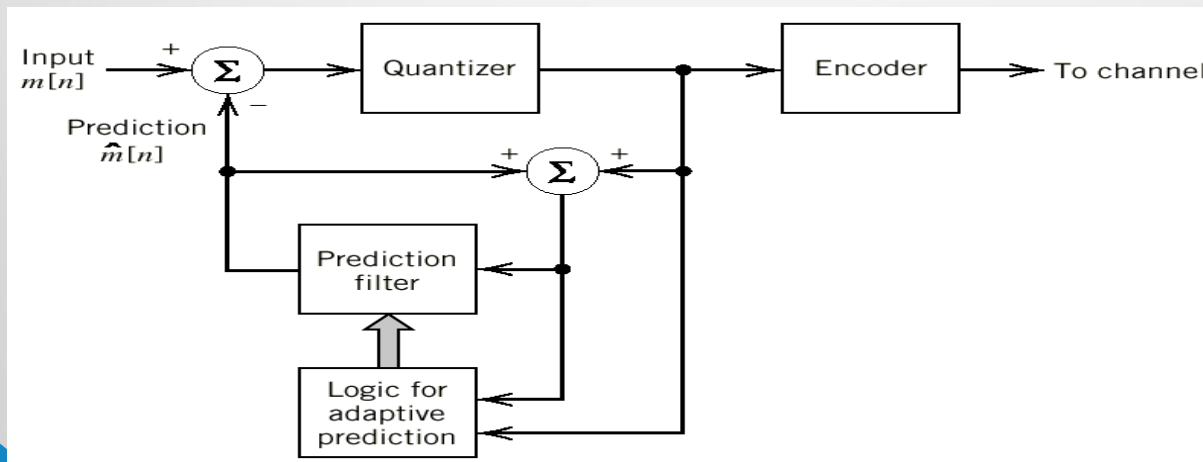 Input
m[n]
+
Σ
Quantizer
Encoder
To channel
−
Prediction
m̂[n]
+
Σ
+
Prediction
filter
Logic for
adaptive
prediction